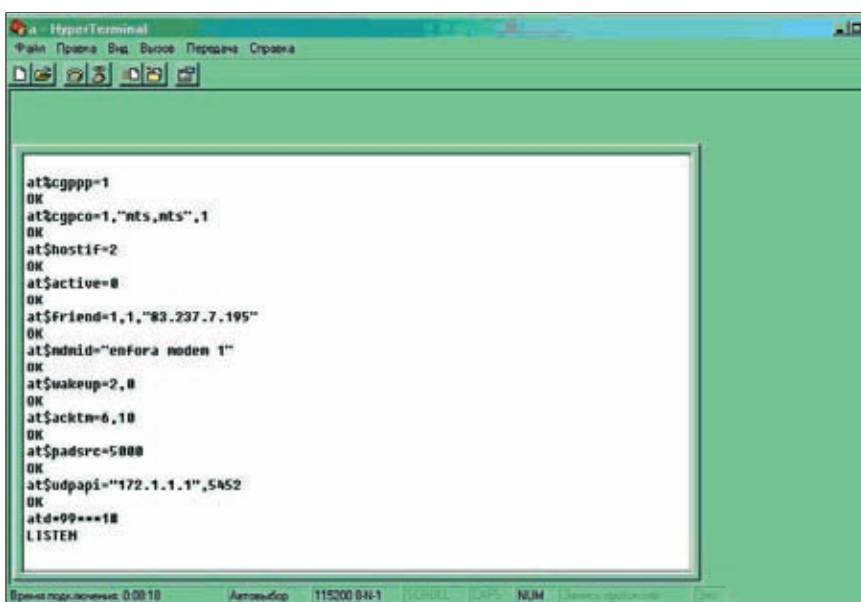 a - HyperTerminal
Файл Правка Вид Вызов Передача Справка
at%cgppp=1
OK
at%cgpco=1,"mts,mts",1
OK
at$hostif=2
OK
at$active=0
OK
at$friend=1,1,"83.237.7.195"
OK
at$mdmid="enfora modem 1"
OK
at$wakeup=2,0
OK
at$acktm=6,10
OK
at$padsrc=5000
OK
at$udpapi="172.1.1.1",5452
OK
atd*99***10
LISTEN
Время подключения: 0:00:10 Автовыбор 115200 8-N-1 SCROLL CAPS NUM Запись протокола Эхо